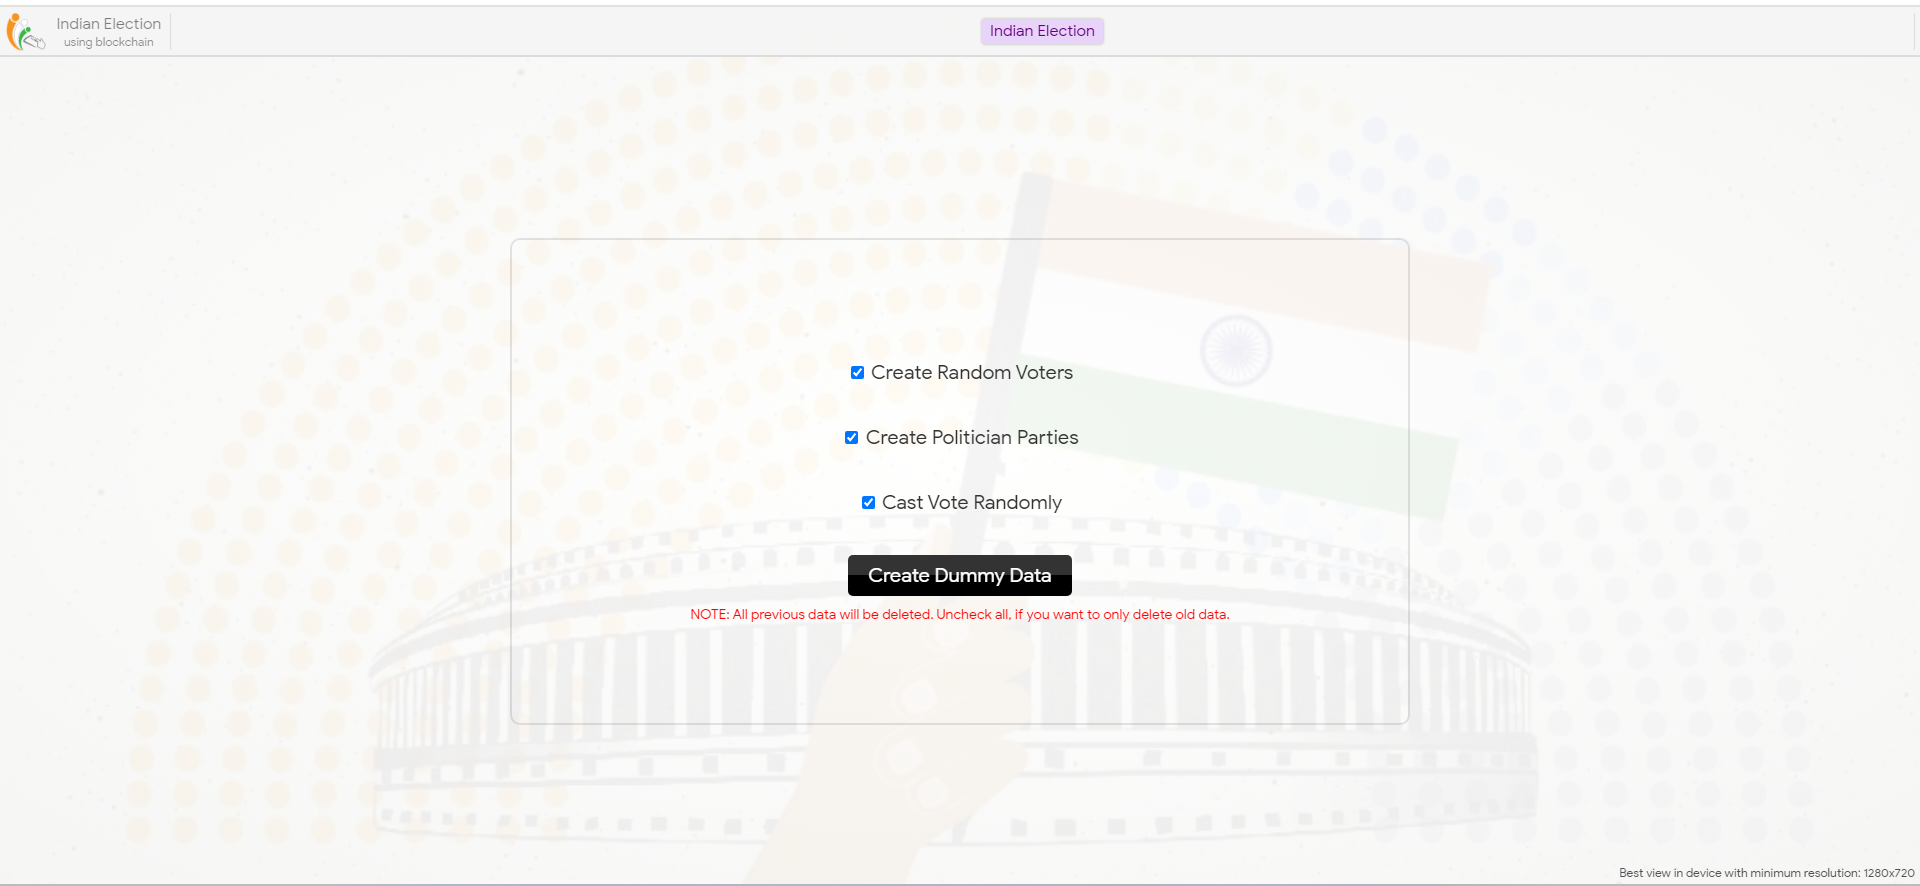 Indian Election
using blockchain
Indian Election
Create Random Voters
Create Politician Parties
Cast Vote Randomly
Create Dummy Data
NOTE: All previous data will be deleted. Uncheck all, if you want to only delete old data.
Best view in device with minimum resolution: 1280x720